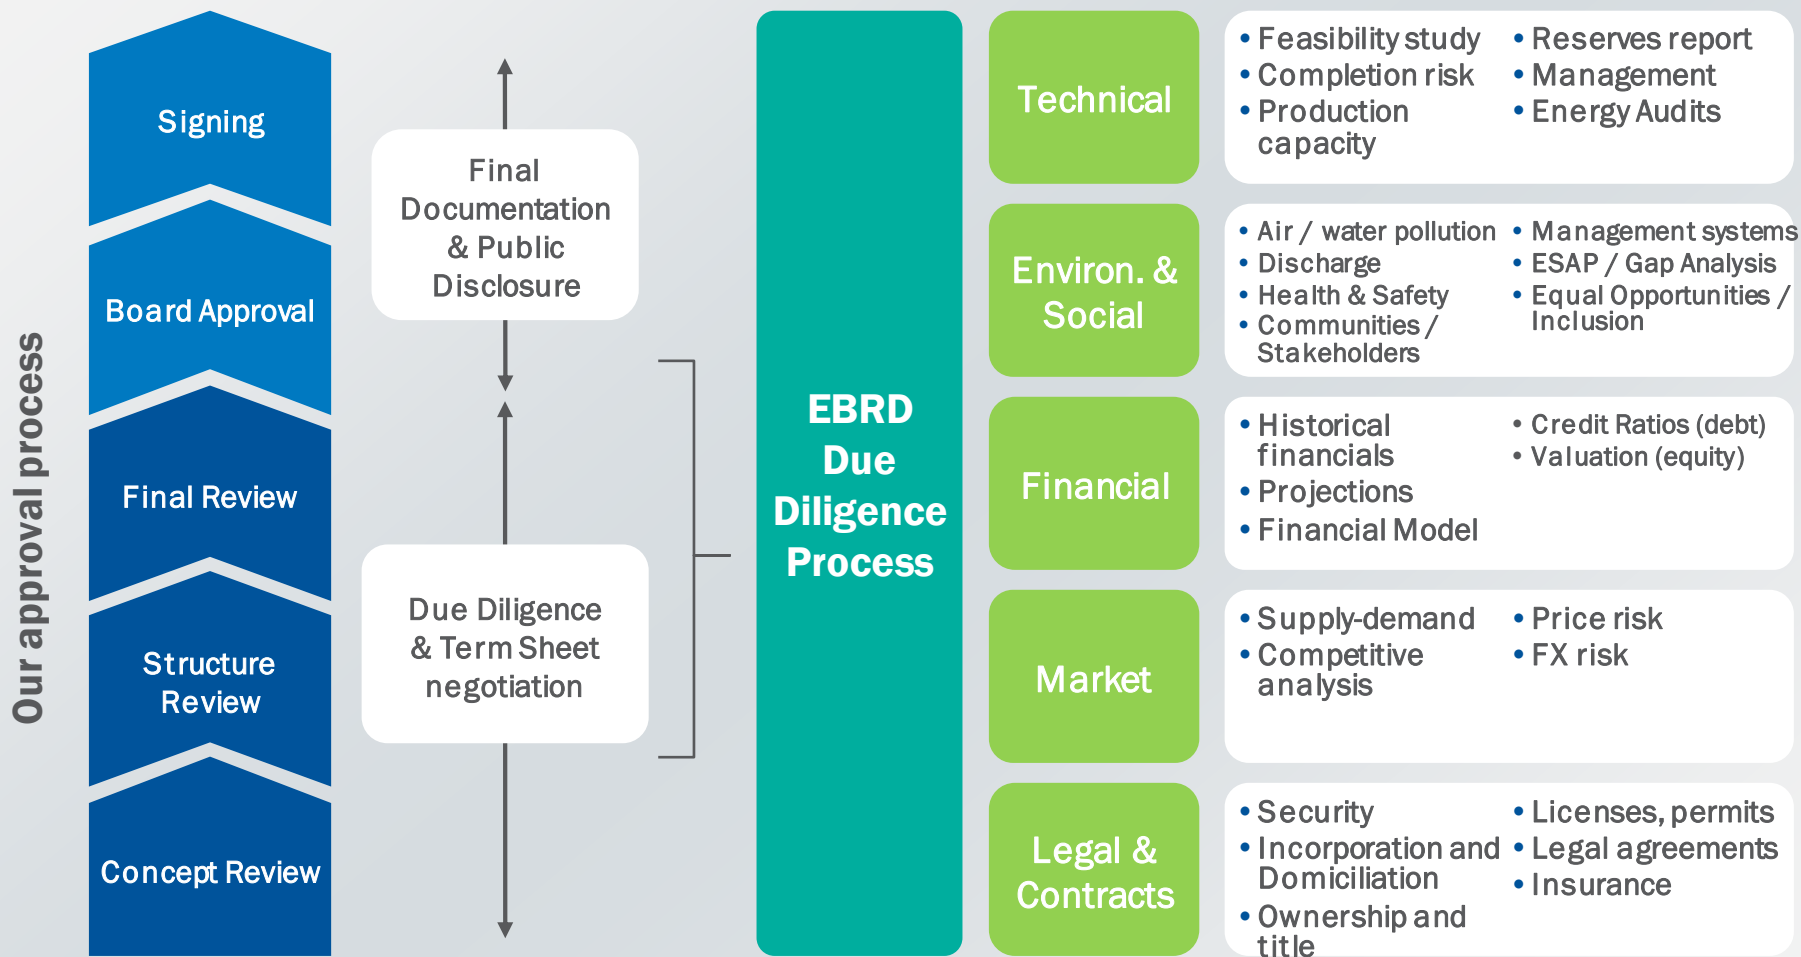 Our approval process
Signing
Board Approval
Final Review
Structure
Review
Concept Review
Final
Documentation
& Public
Disclosure
Due Diligence
& Term Sheet
negotiation
EBRD
Due
Diligence
Process
Technical
• Feasibility study
• Completion risk
• Production
capacity
• Reserves report
• Management
• Energy Audits
Environ. &
Social
• Air / water pollution
• Discharge
• Health & Safety
• Communities /
Stakeholders
• Management systems
• ESAP / Gap Analysis
• Equal Opportunities /
Inclusion
Financial
• Historical
financials
• Projections
• Financial Model
• Credit Ratios (debt)
• Valuation (equity)
Market
• Supply-demand
• Competitive
analysis
• Price risk
• FX risk
Legal &
Contracts
• Security
• Incorporation and
Domiciliation
• Ownership and
title
• Licenses, permits
• Legal agreements
• Insurance